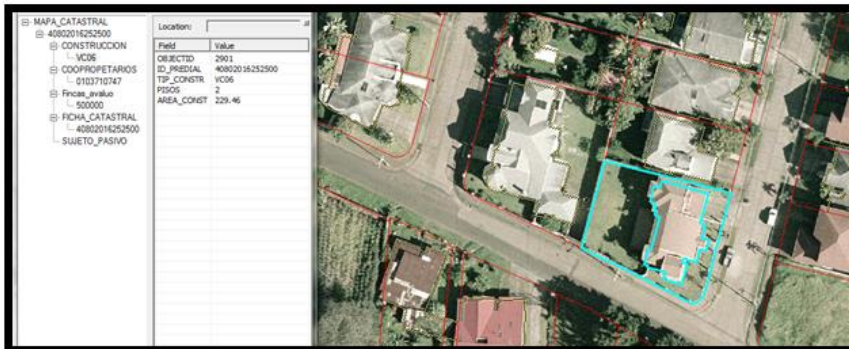 MAPA_CATASTRAL
40802016252500
CONSTRUCCION
VC06
COOPROPETARIOS
0103710747
Fincas_avaluo
500000
FICHA_CATASTRAL
40802016252500
SUJETO_PASIVO
Location:
Field Value
OBJECTID 2901
ID_PREDIAL 40802016252500
TIP_CONSTR VC06
PISOS 2
AREA_CONST 229.46